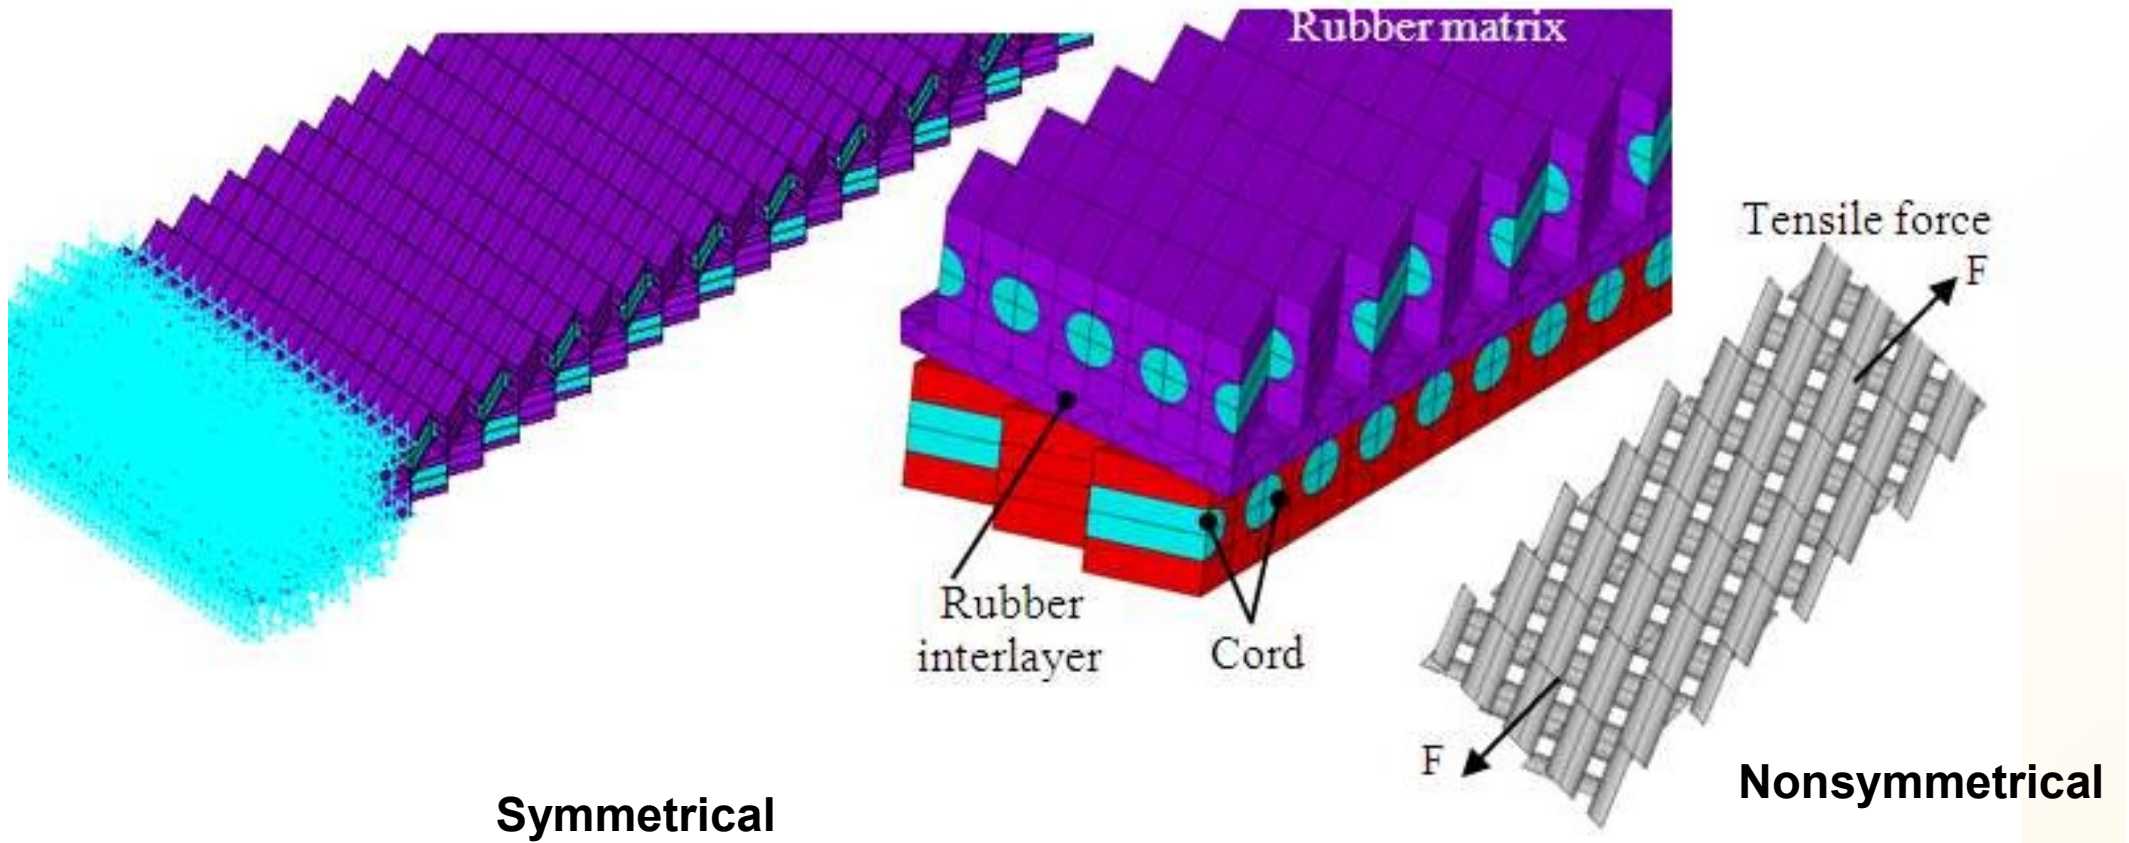 Rubber matrix
Tensile force
F
Rubber
interlayer
Cord
F
Symmetrical
Nonsymmetrical